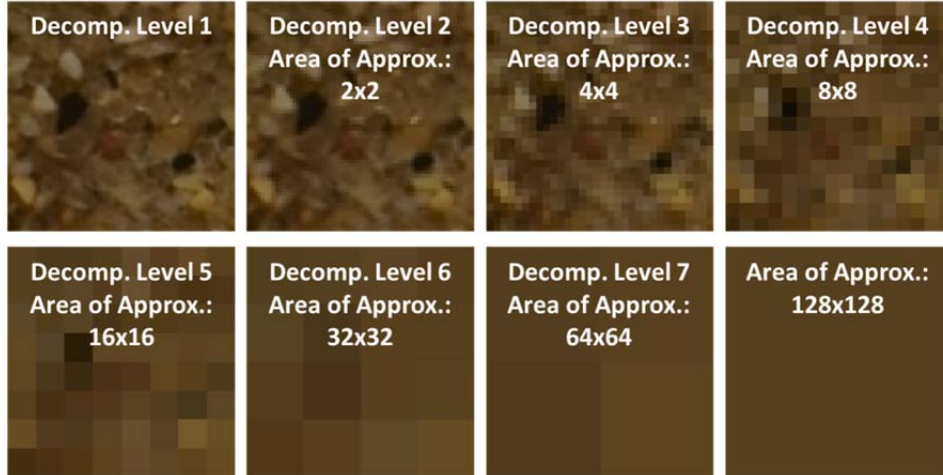 Decomp. Level 1
Decomp. Level 2
Area of Approx.:
2x2
Decomp. Level 3
Area of Approx.:
4x4
Decomp. Level 4
Area of Approx.:
8x8
Decomp. Level 5
Area of Approx.:
16x16
Decomp. Level 6
Area of Approx.:
32x32
Decomp. Level 7
Area of Approx.:
64x64
Area of Approx.:
128x128